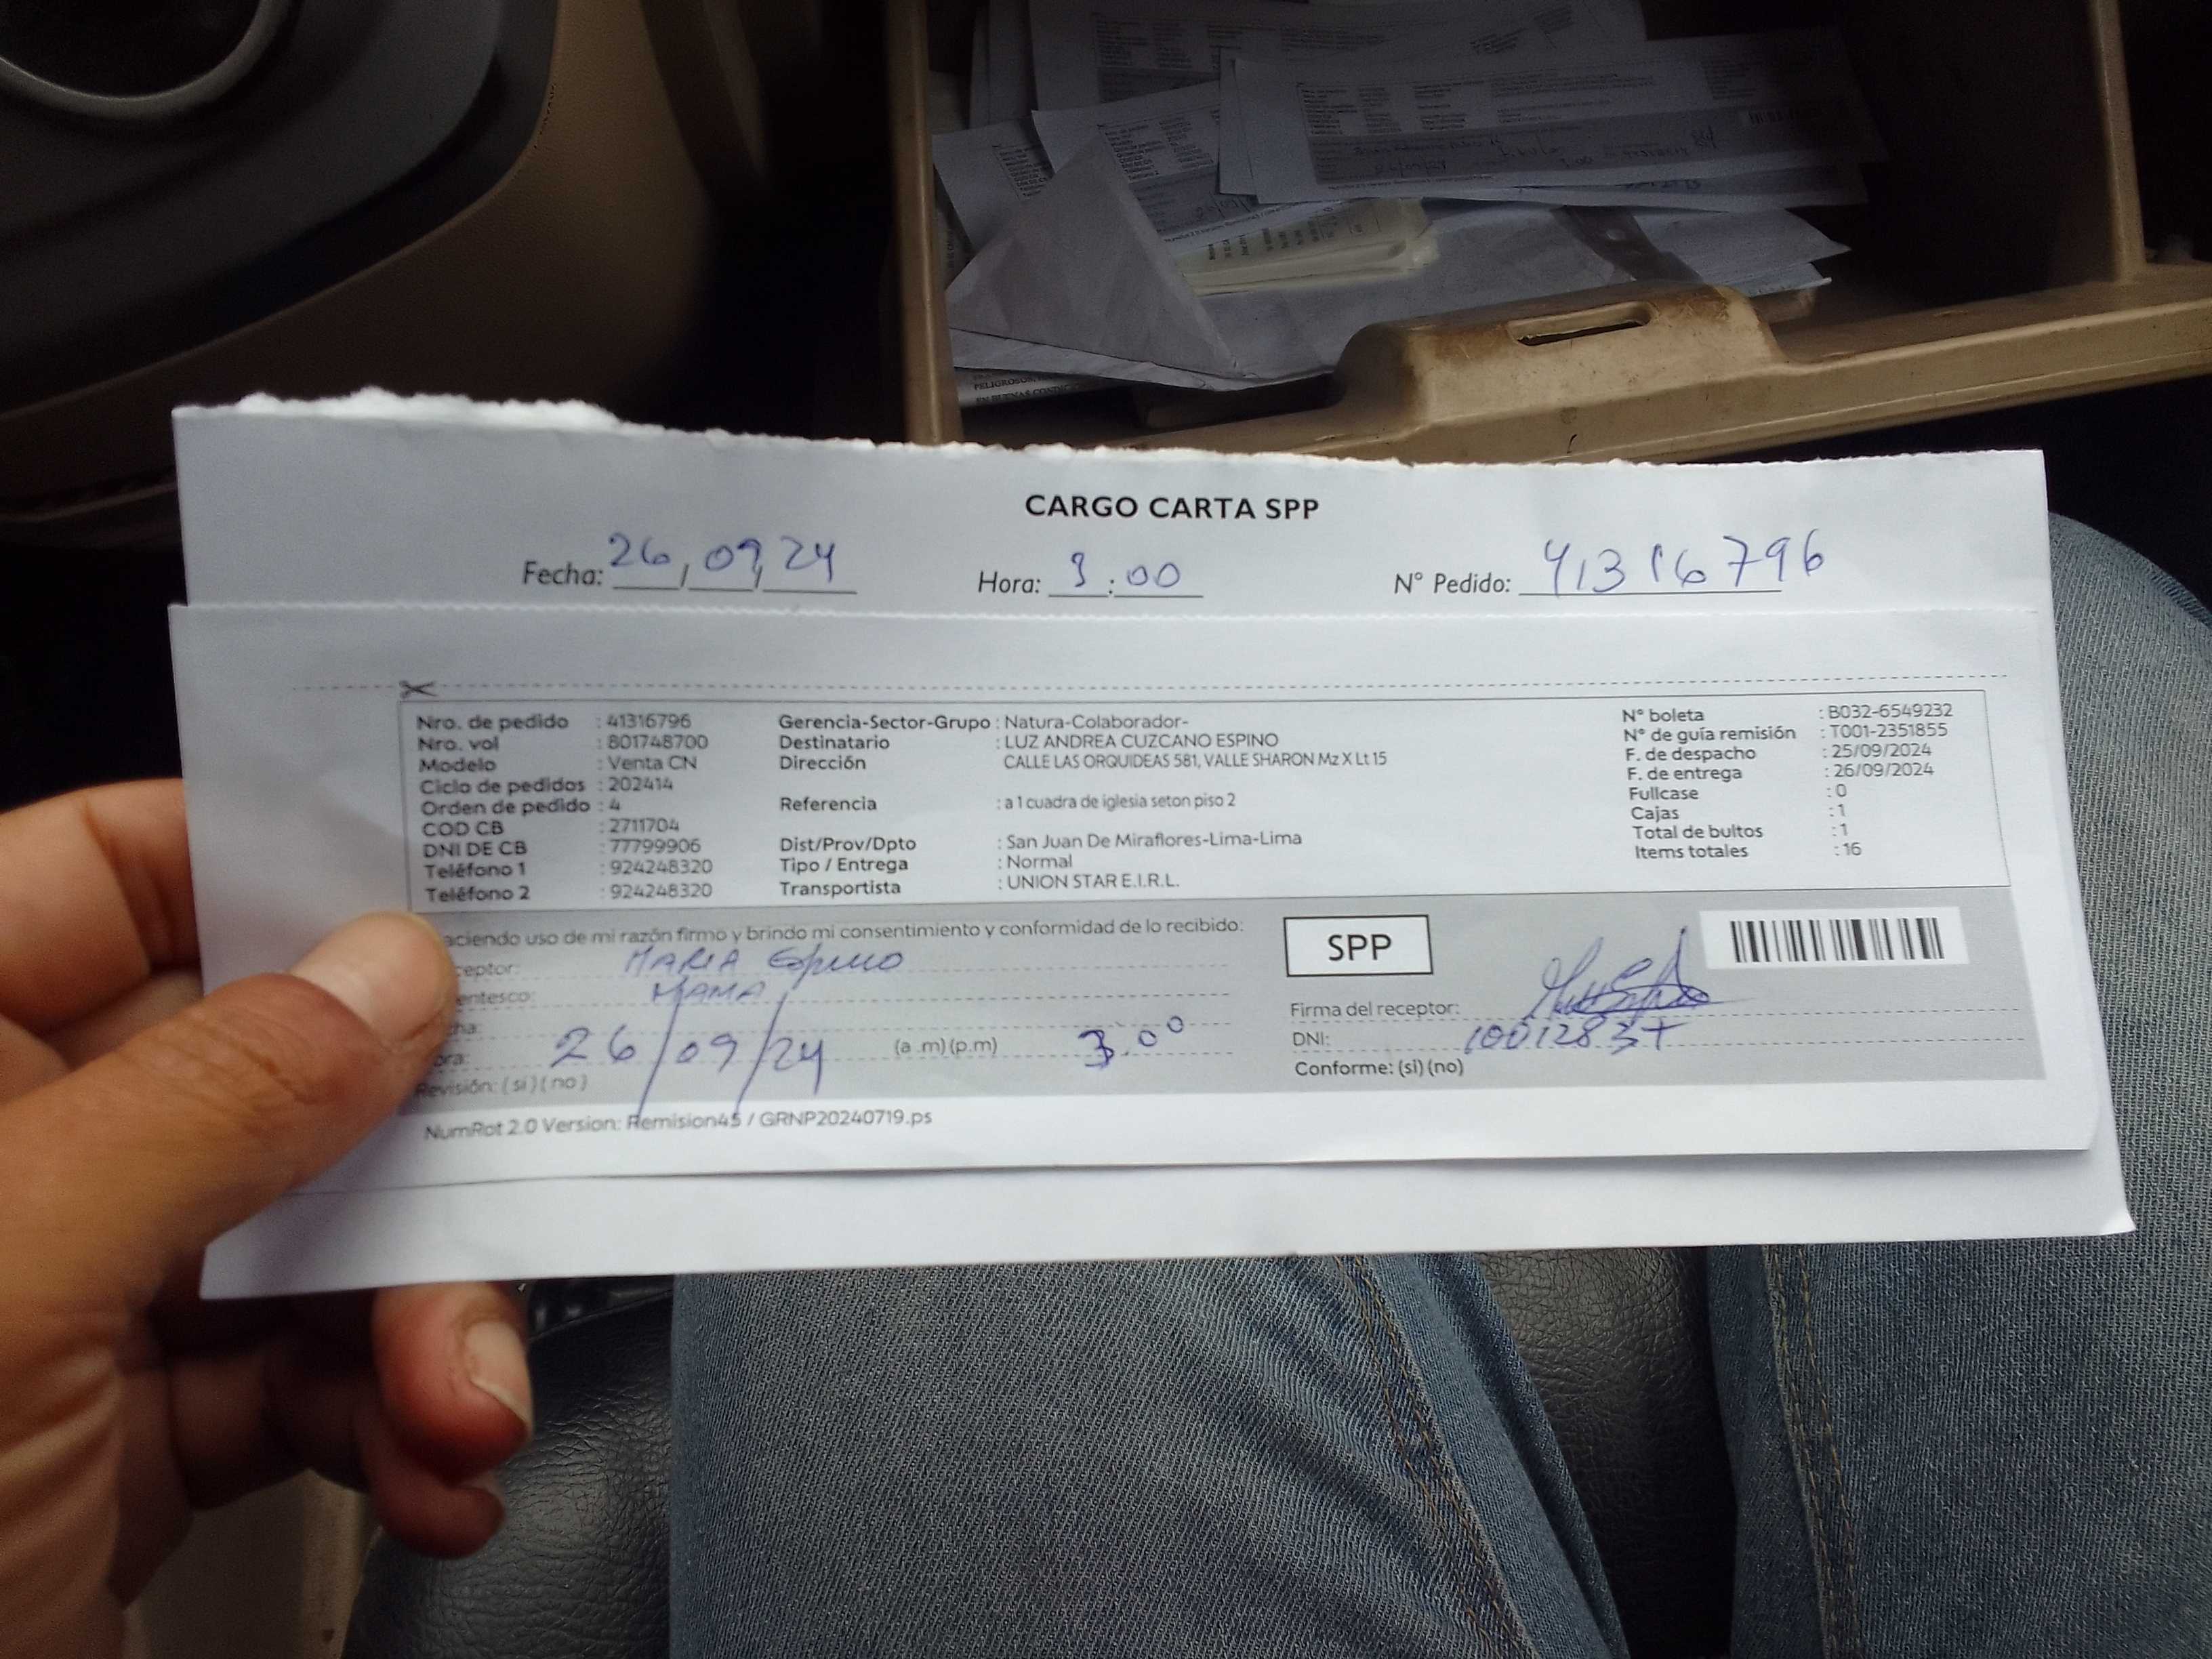 CARGO CARTA SPP
Fecha: 26/09/24 Hora: 3:00 N° Pedido: 41316796
Nro. de pedido : 41316796 Gerencia-Sector-Grupo : Natura-Colaborador- N° boleta : B032-6549232
Nro. vol : 801748700 Destinatario : LUZ ANDREA CUZCANO ESPINO N° de guía remisión : T001-2351855
Modelo : Venta CN Dirección CALLE LAS ORQUIDEAS 581, VALLE SHARON Mz X Lt 15 F. de despacho : 25/09/2024
Ciclo de pedidos : 202414 F. de entrega : 26/09/2024
Orden de pedido : 4 Referencia : a 1 cuadra de iglesia seton piso 2 Fullcase : 0
COD CB : 2711704 Cajas : 1
DNI DE CB : 77799906 Dist/Prov/Dpto : San Juan De Miraflores-Lima-Lima Total de bultos : 1
Teléfono 1 : 924248320 Tipo / Entrega : Normal Items totales : 16
Teléfono 2 : 924248320 Transportista : UNION STAR E.I.R.L.
aciendo uso de mi razón firmo y brindo mi consentimiento y conformidad de lo recibido: SPP
ceptor: MARIA Espino
entesco: MAMA Firma del receptor:
ha:
ora: 26/09/24 (a .m) (p.m) 3:00 DNI: 10012837
Revisión: ( si ) ( no ) Conforme: (si) (no)
NumRot 2.0 Version: Remision45 / GRNP20240719.ps
PELIGROSOS
EN BUENAS CONDIC